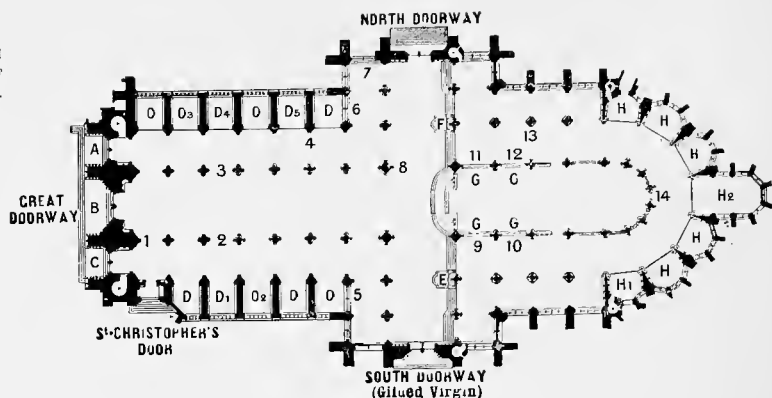 NORTH DOORWAY
7
D D3 D4 D D5 D 6
4
F
13
H
H
H
A
3
8
11 12
G G
GREAT
DOORWAY
B
14
H2
G G
1
2
9 10
C
H
H
E
D D1 D2 D D 5
H1
St CHRISTOPHER'S
DOOR
SOUTH DOORWAY
(Gilded Virgin)